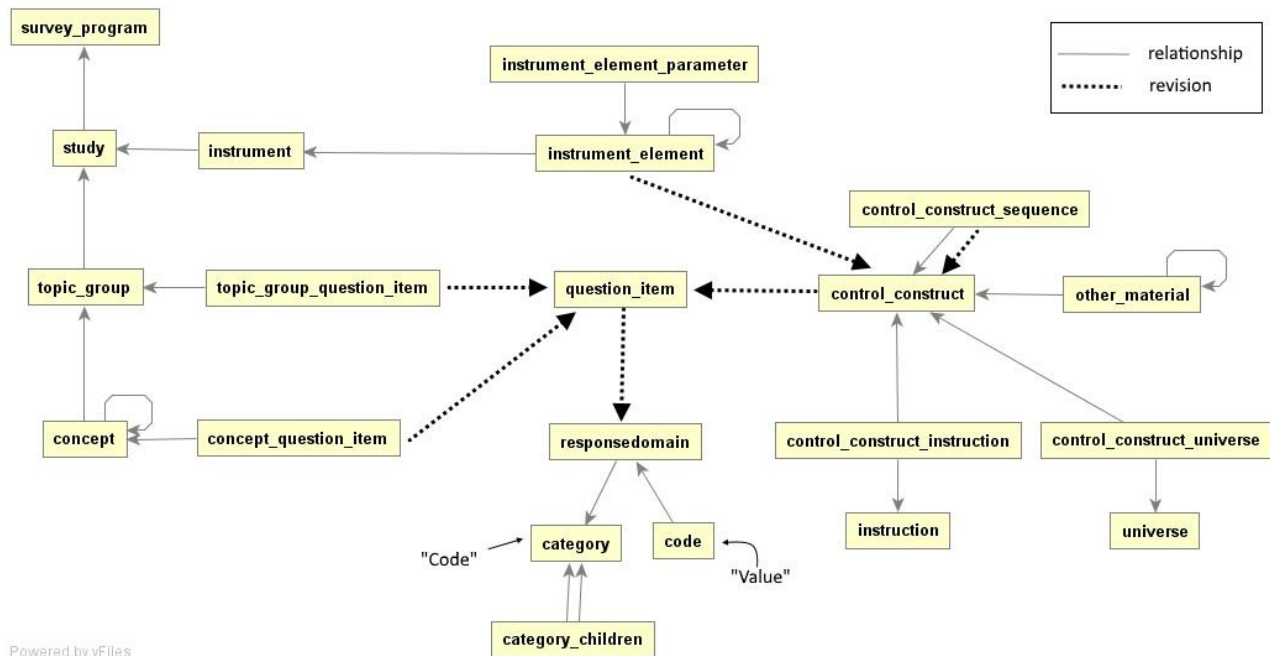 survey_program
instrument_element_parameter
relationship
revision
study
instrument
instrument_element
control_construct_sequence
topic_group
topic_group_question_item
question_item
control_construct
other_material
concept
concept_question_item
responsedomain
control_construct_instruction
control_construct_universe
instruction
universe
category
code
"Code"
"Value"
category_children
Powered by yFiles